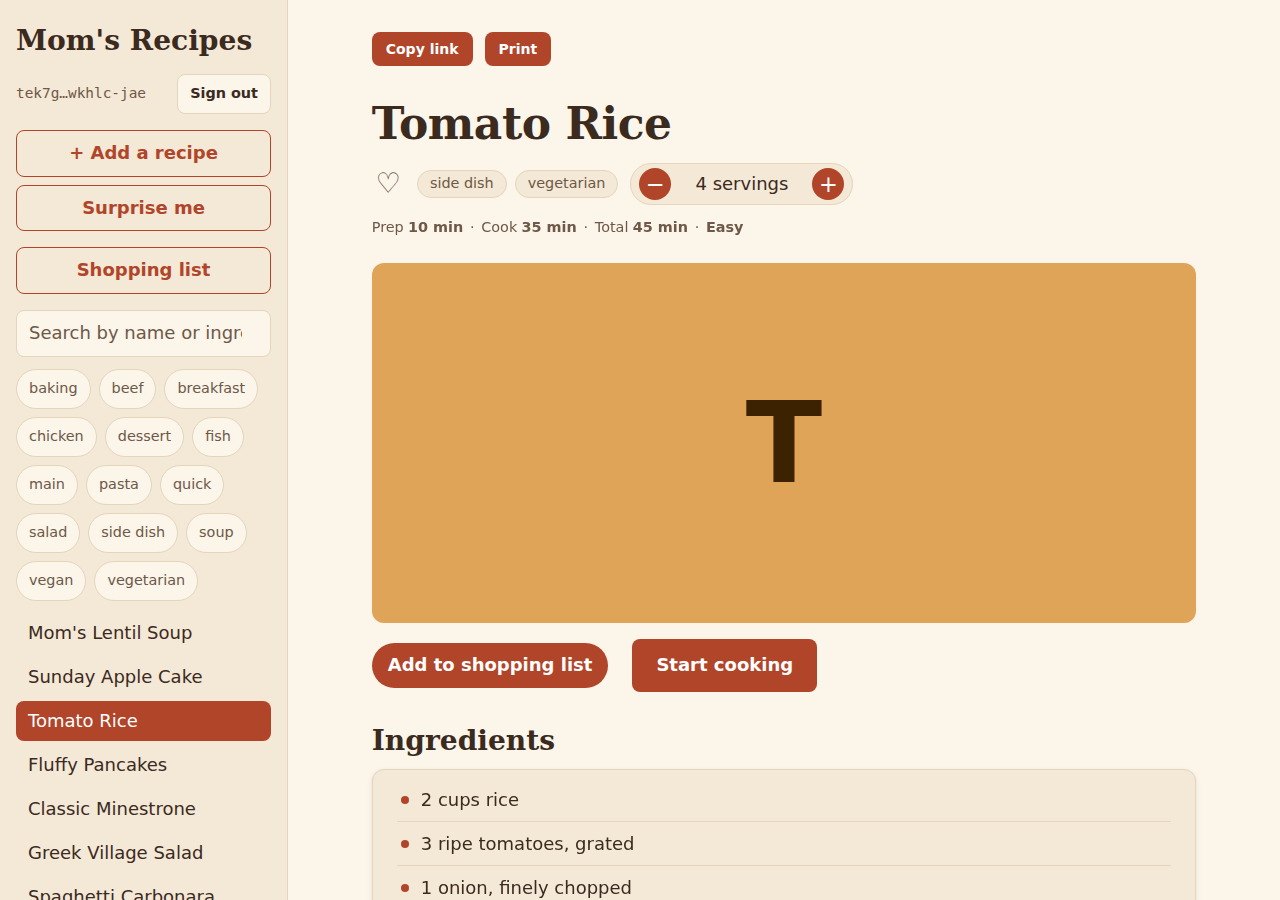 Mom's Recipes
tek7g…wkhlc-jae
Sign out
+ Add a recipe
Surprise me
Shopping list
Search by name or ingr
baking
beef
breakfast
chicken
dessert
fish
main
pasta
quick
salad
side dish
soup
vegan
vegetarian
Mom's Lentil Soup
Sunday Apple Cake
Tomato Rice
Fluffy Pancakes
Classic Minestrone
Greek Village Salad
Spaghetti Carbonara
Copy link
Print
Tomato Rice
♡ side dish vegetarian − 4 servings +
Prep 10 min · Cook 35 min · Total 45 min · Easy
T
Add to shopping list
Start cooking
Ingredients
2 cups rice
3 ripe tomatoes, grated
1 onion, finely chopped